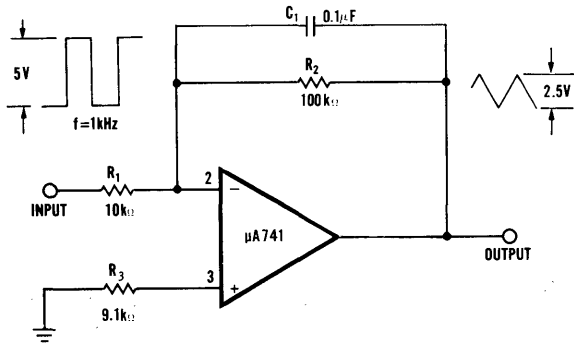 C1 0.1µF
5V
R2
100kΩ
2.5V
f=1kHz
R1
2
−
INPUT
10kΩ
µA741
OUTPUT
R3
3
+
9.1kΩ